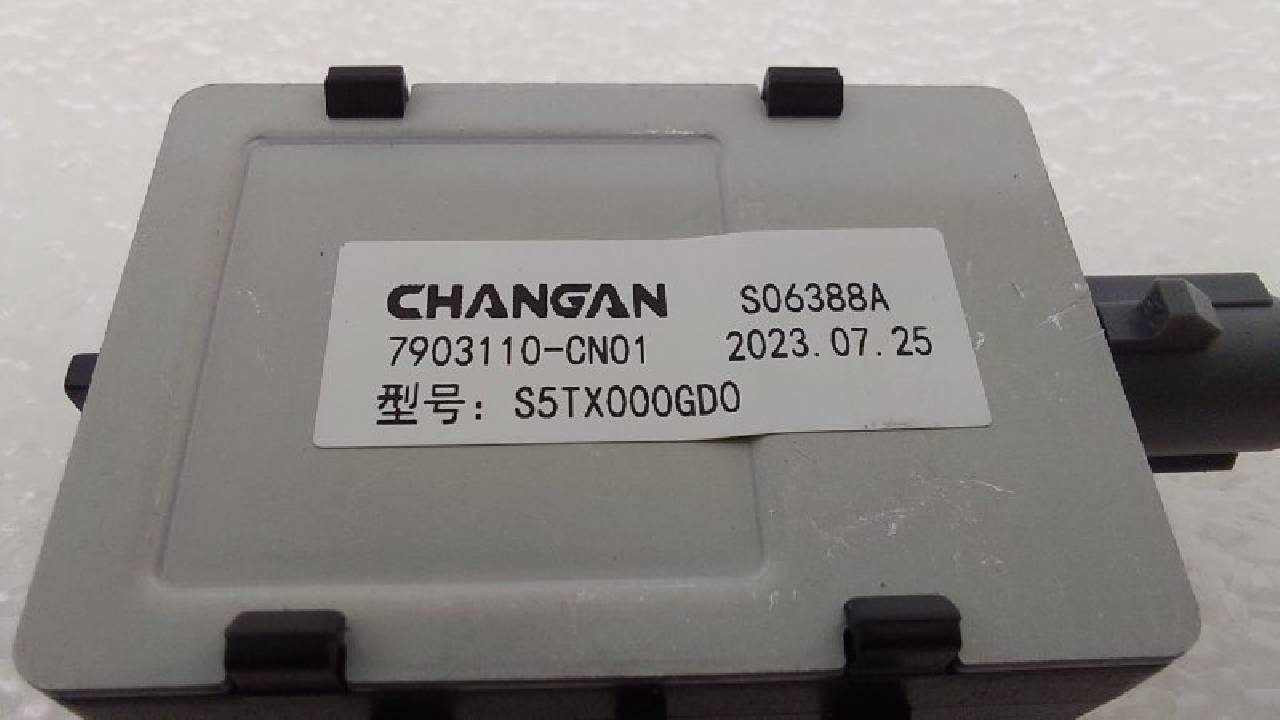 CHANGAN S06388A
7903110-CN01 2023.07.25
型号: S5TX000GD0